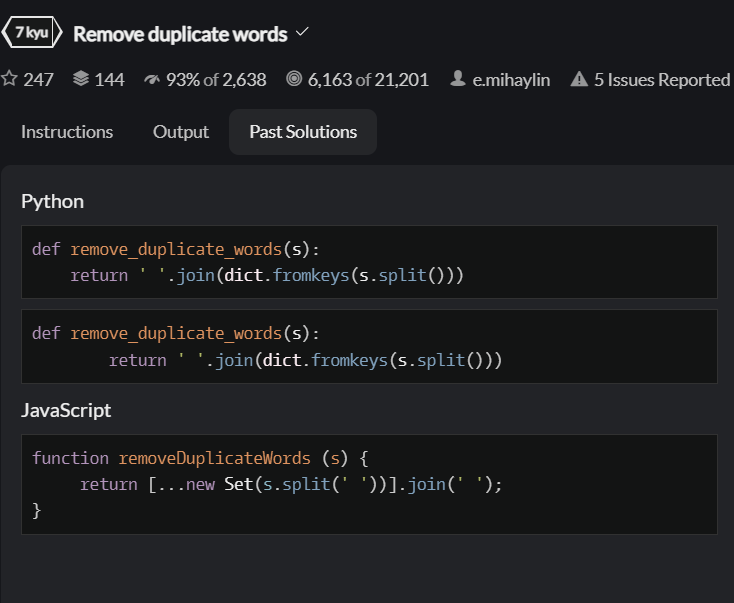 7 kyu Remove duplicate words
247 144 93% of 2,638 6,163 of 21,201 e.mihaylin 5 Issues Reported
Instructions Output Past Solutions
Python
def remove_duplicate_words(s):
    return ' '.join(dict.fromkeys(s.split()))
def remove_duplicate_words(s):
        return ' '.join(dict.fromkeys(s.split()))
JavaScript
function removeDuplicateWords (s) {
     return [...new Set(s.split(' '))].join(' ');
}